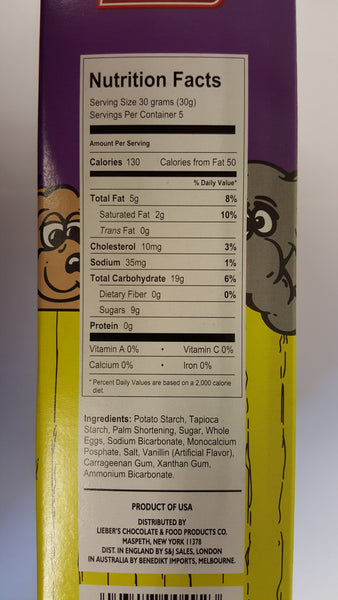 Nutrition Facts
Serving Size 30 grams (30g)
Servings Per Container 5
Amount Per Serving
Calories 130 Calories from Fat 50
% Daily Value*
Total Fat 5g 8%
Saturated Fat 2g 10%
Trans Fat 0g
Cholesterol 10mg 3%
Sodium 35mg 1%
Total Carbohydrate 19g 6%
Dietary Fiber 0g 0%
Sugars 9g
Protein 0g
Vitamin A 0% • Vitamin C 0%
Calcium 0% • Iron 0%
* Percent Daily Values are based on a 2,000 calorie
diet.
Ingredients: Potato Starch, Tapioca
Starch, Palm Shortening, Sugar, Whole
Eggs, Sodium Bicarbonate, Monocalcium
Posphate, Salt, Vanillin (Artificial Flavor),
Carrageenan Gum, Xanthan Gum,
Ammonium Bicarbonate.
PRODUCT OF USA
DISTRIBUTED BY
LIEBER'S CHOCOLATE & FOOD PRODUCTS CO.
MASPETH, NEW YORK 11378
DIST. IN ENGLAND BY S&J SALES, LONDON
IN AUSTRALIA BY BENEDIKT IMPORTS, MELBOURNE.